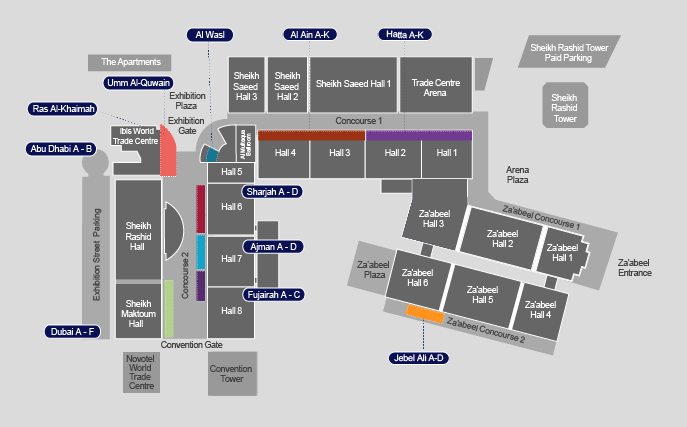 Al Wasl
Al Ain A-K
Hatta A-K
Sheikh Rashid Tower
Paid Parking
The Apartments
Umm Al-Quwain
Sheikh
Saeed
Hall 3
Sheikh
Saeed
Hall 2
Sheikh Saeed Hall 1
Trade Centre
Arena
Sheikh
Rashid
Tower
Exhibition
Plaza
Ras Al-Khaimah
Exhibition
Gate
Concourse 1
Ibis World
Trade Centre
Al Multaqua
Ballroom
Abu Dhabi A - B
Hall 4
Hall 3
Hall 2
Hall 1
Hall 5
Arena
Plaza
Sharjah A - D
Hall 6
Exhibition Street Parking
Sheikh
Rashid
Hall
Concourse 2
Za'abeel
Hall 3
Za'abeel Concourse 1
Za'abeel
Hall 2
Za'abeel
Hall 1
Ajman A - D
Hall 7
Za'abeel
Plaza
Za'abeel
Entrance
Za'abeel
Hall 6
Za'abeel
Hall 5
Za'abeel
Hall 4
Fujairah A - C
Sheikh
Maktoum
Hall
Hall 8
Dubai A - F
Za'abeel Concourse 2
Convention Gate
Jebel Ali A-D
Novotel
World
Trade
Centre
Convention
Tower